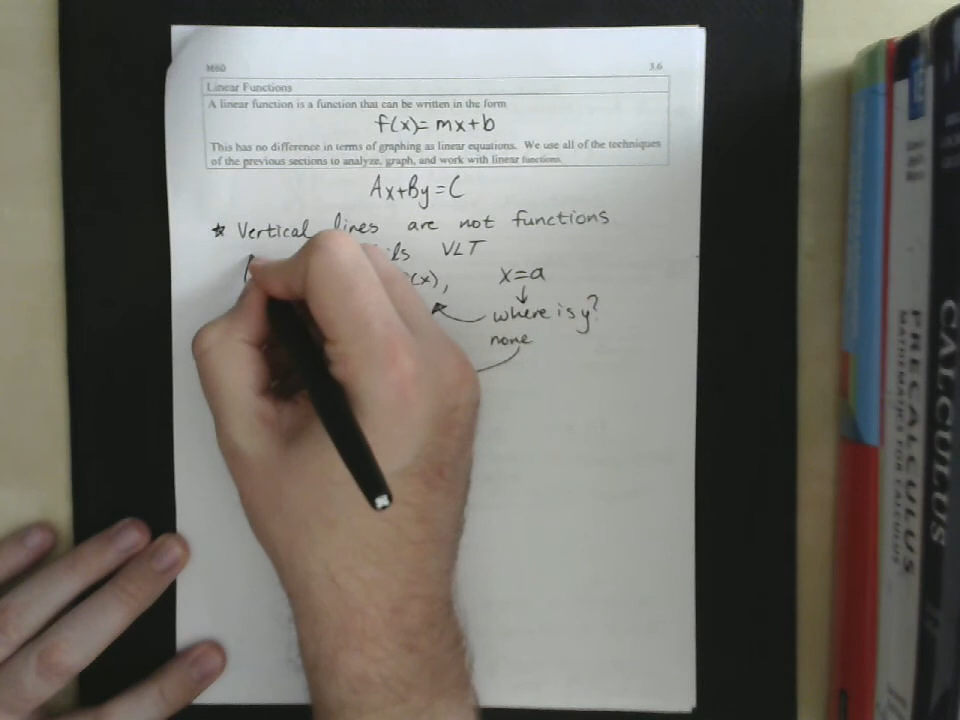 M60 3.6
Linear Functions
A linear function is a function that can be written in the form
f(x)= mx+b
This has no difference in terms of graphing as linear equations. We use all of the techniques
of the previous sections to analyze, graph, and work with linear functions.
Ax+By=C
* Vertical lines are not functions
VLT
(x), x=a
where is y?
none
PRECALCULUS
MATHEMATICS FOR CALCULUS
CALCULUS